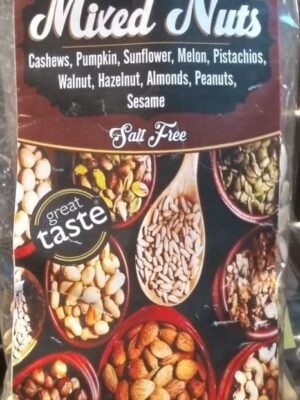 Mixed Nuts
Cashews, Pumpkin, Sunflower, Melon, Pistachios,
Walnut, Hazelnut, Almonds, Peanuts,
Sesame
Salt Free
great
taste